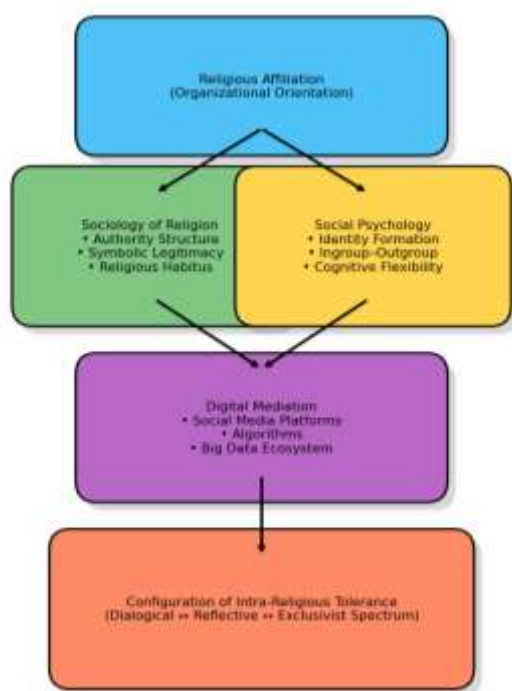 Religious Affiliation
(Organizational Orientation)
Sociology of Religion
• Authority Structure
• Symbolic Legitimacy
• Religious Habitus
Social Psychology
• Identity Formation
• Ingroup–Outgroup
• Cognitive Flexibility
Digital Mediation
• Social Media Platforms
• Algorithms
• Big Data Ecosystem
Configuration of Intra-Religious Tolerance
(Dialogical ↔ Reflective ↔ Exclusivist Spectrum)